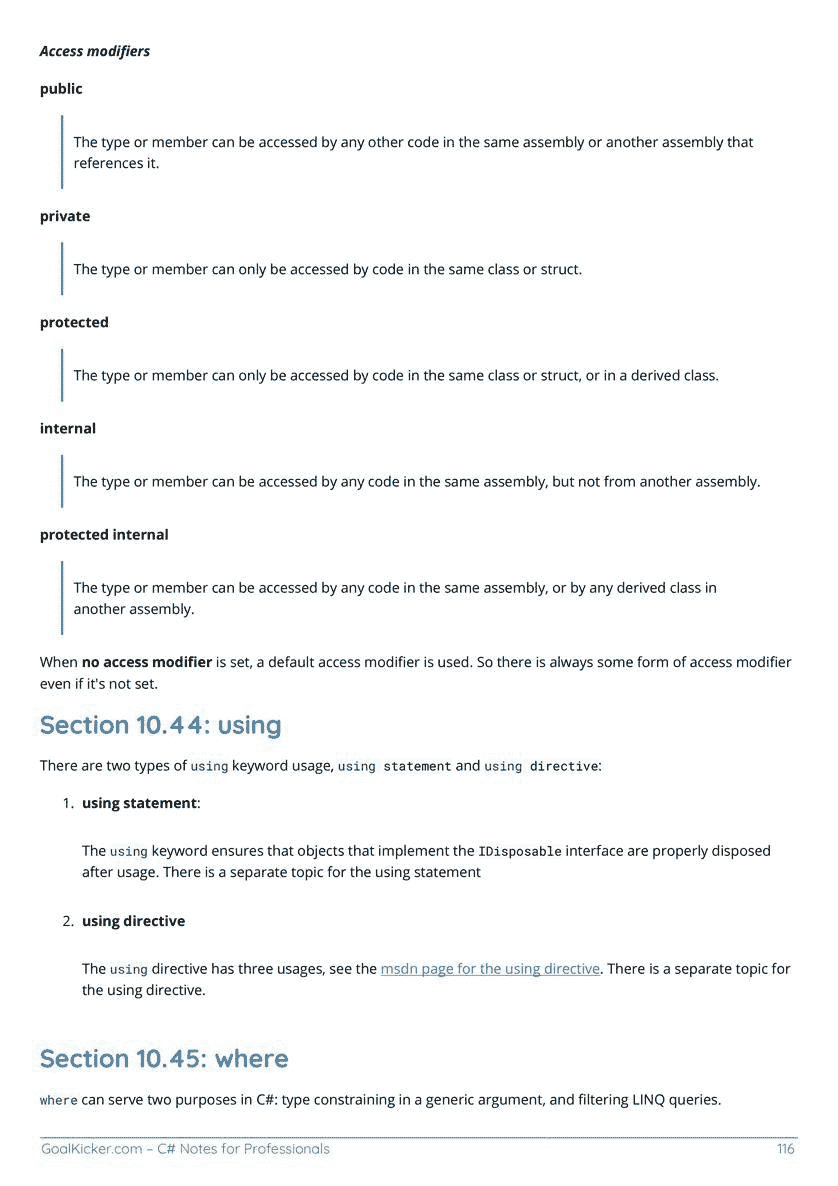 Access modifiers
public
The type or member can be accessed by any other code in the same assembly or another assembly that
references it.
private
The type or member can only be accessed by code in the same class or struct.
protected
The type or member can only be accessed by code in the same class or struct, or in a derived class.
internal
The type or member can be accessed by any code in the same assembly, but not from another assembly.
protected internal
The type or member can be accessed by any code in the same assembly, or by any derived class in
another assembly.
When no access modifier is set, a default access modifier is used. So there is always some form of access modifier
even if it's not set.
Section 10.44: using
There are two types of using keyword usage, using statement and using directive:
1. using statement:
The using keyword ensures that objects that implement the IDisposable interface are properly disposed
after usage. There is a separate topic for the using statement
2. using directive
The using directive has three usages, see the msdn page for the using directive. There is a separate topic for
the using directive.
Section 10.45: where
where can serve two purposes in C#: type constraining in a generic argument, and filtering LINQ queries.
GoalKicker.com – C# Notes for Professionals 116